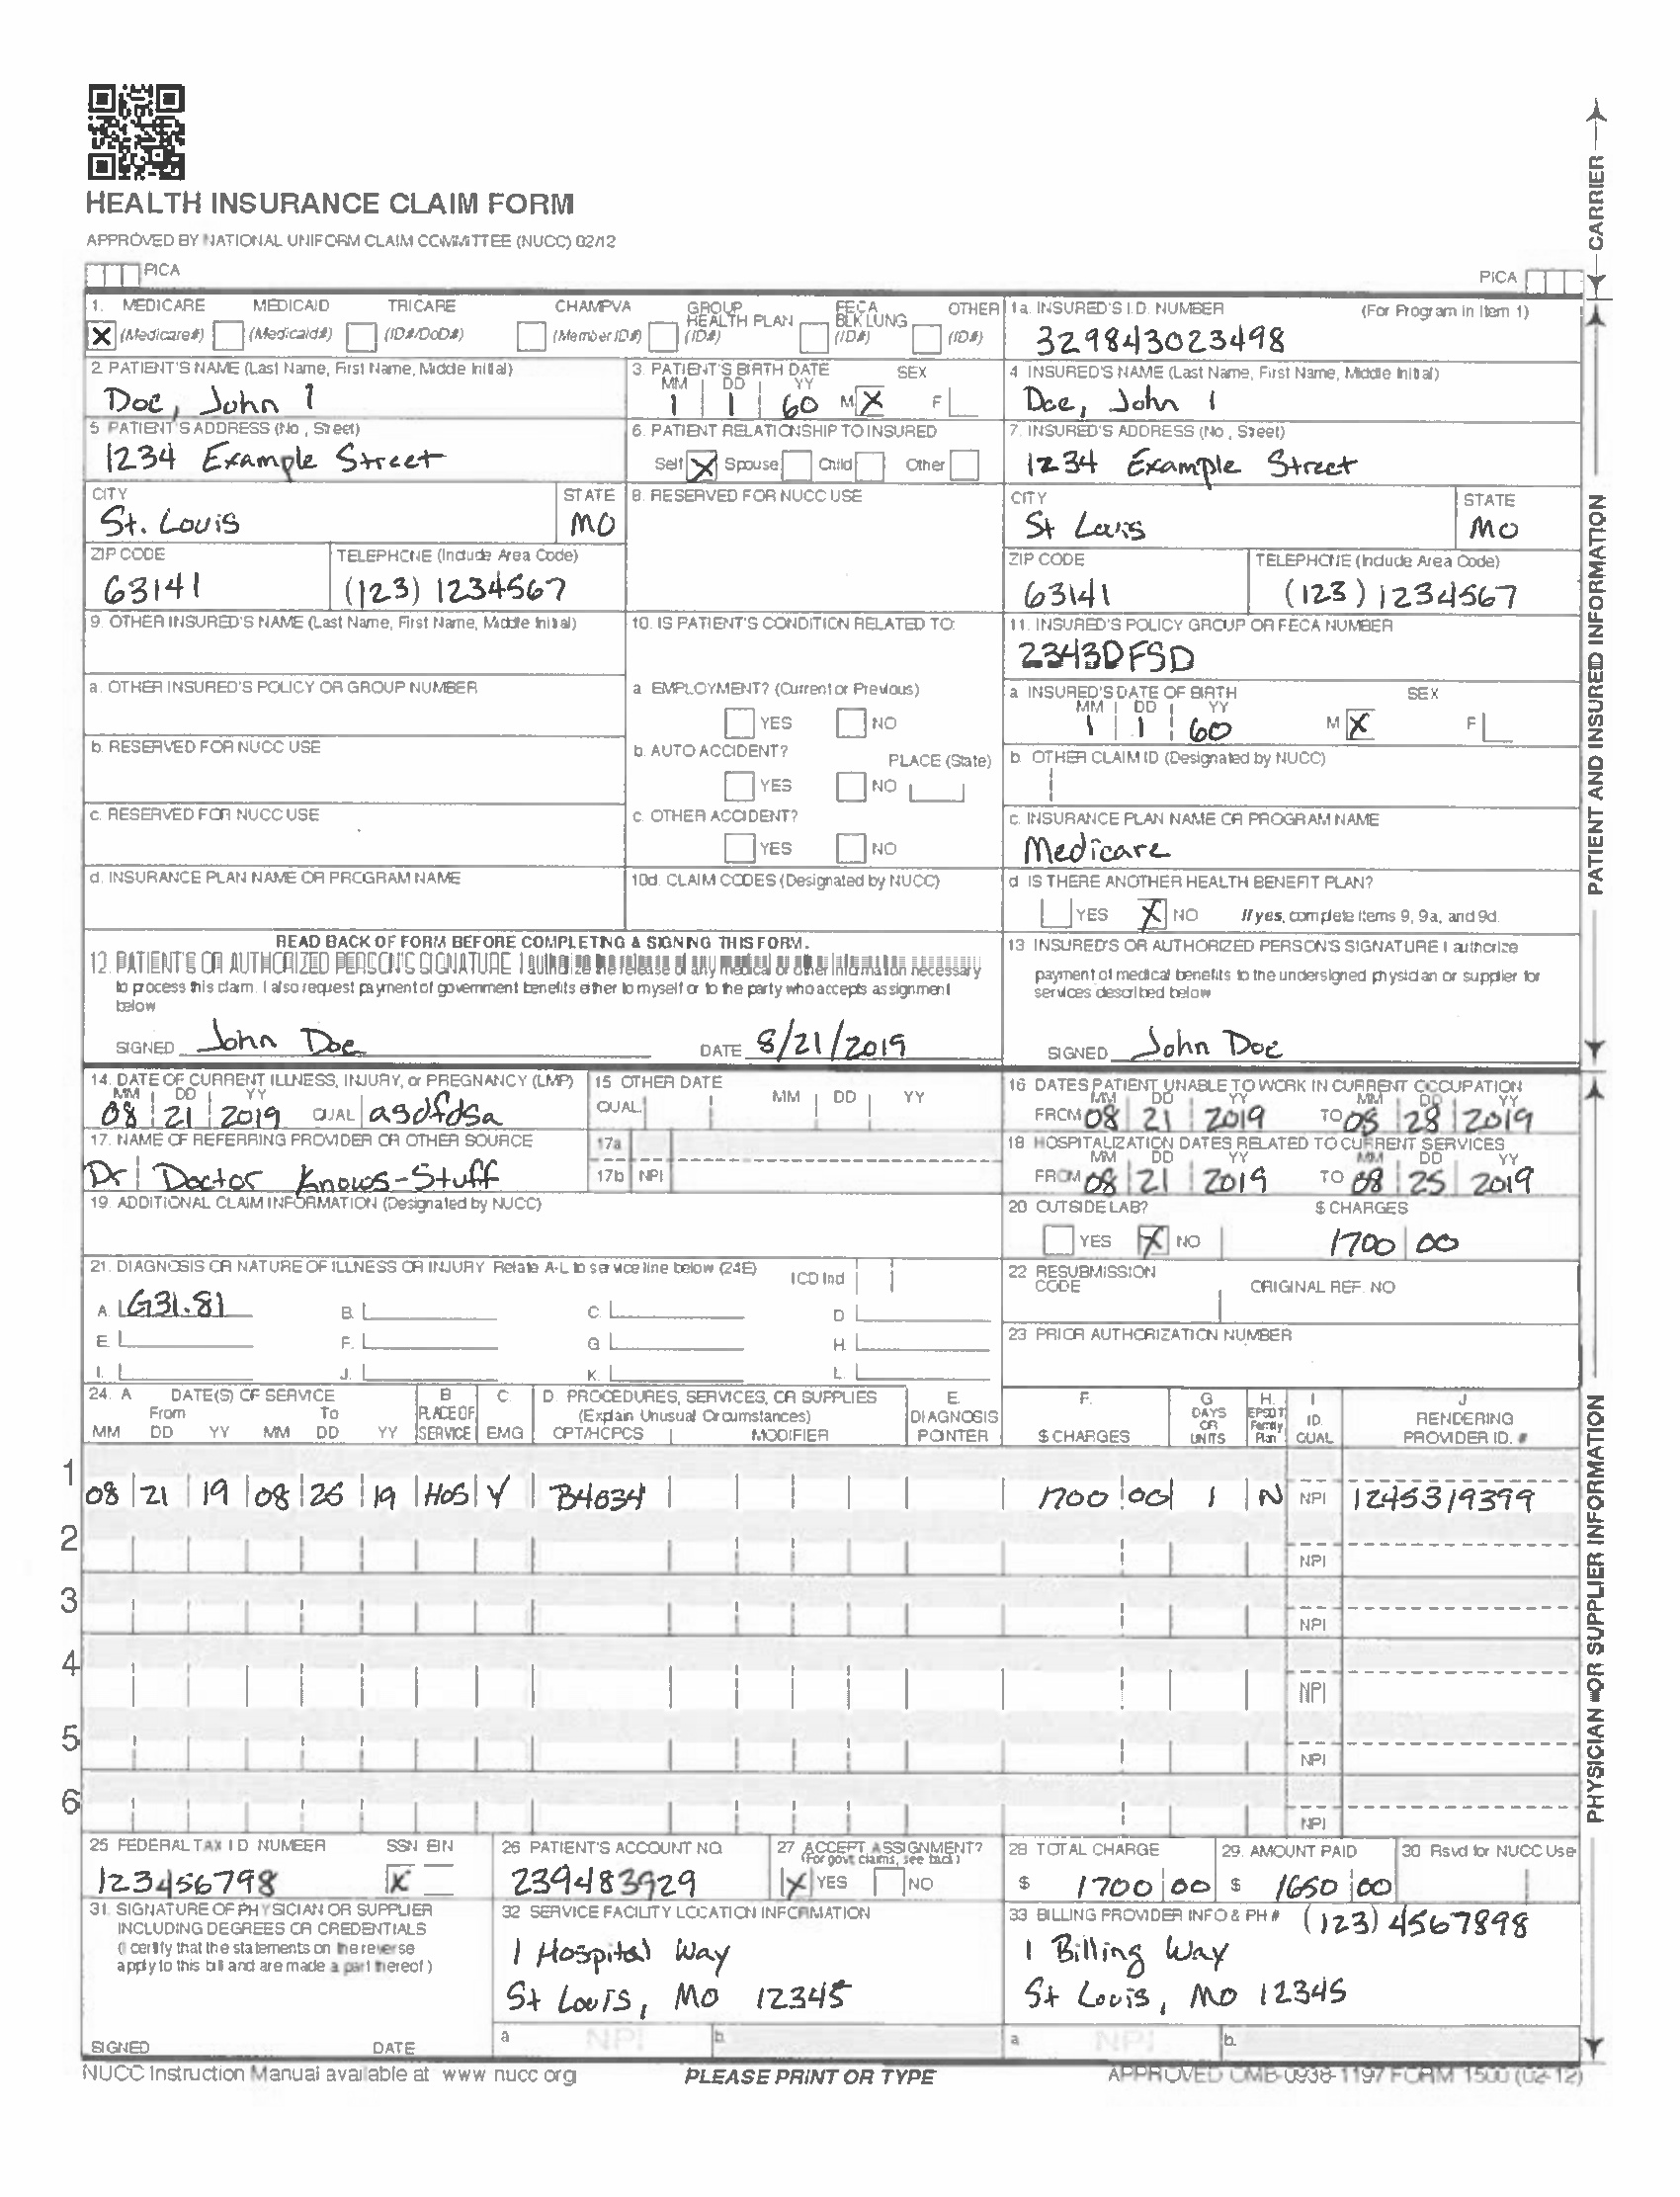 HEALTH INSURANCE CLAIM FORM
APPROVED BY NATIONAL UNIFORM CLAIM COMMITTEE (NUCC) 02/12
PICA
PICA
CARRIER
1. MEDICARE MEDICAID TRICARE CHAMPVA GROUP HEALTH PLAN FECA BLK LUNG OTHER
X (Medicare#) (Medicaid#) (ID#/DoD#) (Member ID#) (ID#) (ID#) (ID#)
1a. INSURED'S I.D. NUMBER (For Program in Item 1)
329843023498
2. PATIENT'S NAME (Last Name, First Name, Middle Initial)
Doe, John 1
3. PATIENT'S BIRTH DATE SEX
MM DD YY
1 1 60 M X F
4 INSURED'S NAME (Last Name, First Name, Middle Initial)
Doe, John 1
5 PATIENT'S ADDRESS (No., Street)
1234 Example Street
6. PATIENT RELATIONSHIP TO INSURED
Self X Spouse Child Other
7. INSURED'S ADDRESS (No., Street)
1234 Example Street
CITY STATE
St. Louis MO
8. RESERVED FOR NUCC USE
CITY STATE
St Louis MO
ZIP CODE TELEPHONE (Include Area Code)
63141 (123) 1234567
ZIP CODE TELEPHONE (Include Area Code)
63141 (123) 1234567
9. OTHER INSURED'S NAME (Last Name, First Name, Middle Initial)
10. IS PATIENT'S CONDITION RELATED TO:
11. INSURED'S POLICY GROUP OR FECA NUMBER
2343DFSD
a. OTHER INSURED'S POLICY OR GROUP NUMBER
a EMPLOYMENT? (Current or Previous)
YES NO
a INSURED'S DATE OF BIRTH SEX
MM DD YY
1 1 60 M X F
b. RESERVED FOR NUCC USE
b. AUTO ACCIDENT? PLACE (State)
YES NO
b. OTHER CLAIM ID (Designated by NUCC)
c. RESERVED FOR NUCC USE
c. OTHER ACCIDENT?
YES NO
c. INSURANCE PLAN NAME OR PROGRAM NAME
Medicare
d. INSURANCE PLAN NAME OR PROGRAM NAME
10d. CLAIM CODES (Designated by NUCC)
d IS THERE ANOTHER HEALTH BENEFIT PLAN?
YES X NO If yes, complete items 9, 9a, and 9d.
PATIENT AND INSURED INFORMATION
READ BACK OF FORM BEFORE COMPLETING & SIGNING THIS FORM.
12. PATIENT'S OR AUTHORIZED PERSON'S SIGNATURE I authorize the release of any medical or other information necessary
to process this claim. I also request payment of government benefits either to myself or to the party who accepts assignment
below
SIGNED John Doe DATE 8/21/2019
13 INSURED'S OR AUTHORIZED PERSON'S SIGNATURE I authorize
payment of medical benefits to the undersigned physician or supplier for
services described below
SIGNED John Doe
14. DATE OF CURRENT ILLNESS, INJURY, or PREGNANCY (LMP)
MM DD YY
08 21 2019 QUAL asdfdsa
15 OTHER DATE
QUAL MM DD YY
16 DATES PATIENT UNABLE TO WORK IN CURRENT OCCUPATION
MM DD YY MM DD YY
FROM 08 21 2019 TO 08 28 2019
17. NAME OF REFERRING PROVIDER OR OTHER SOURCE
Dr Doctor Knows-Stuff
17a
17b NPI
18 HOSPITALIZATION DATES RELATED TO CURRENT SERVICES
MM DD YY MM DD YY
FROM 08 21 2019 TO 08 25 2019
19. ADDITIONAL CLAIM INFORMATION (Designated by NUCC)
20 OUTSIDE LAB? $ CHARGES
YES X NO 1700 00
21. DIAGNOSIS OR NATURE OF ILLNESS OR INJURY Relate A-L to service line below (24E) ICD Ind
A. G31.81 B. C. D.
E. F. G. H.
I. J. K. L.
22 RESUBMISSION CODE ORIGINAL REF. NO
23 PRIOR AUTHORIZATION NUMBER
24. A DATE(S) OF SERVICE B C. D. PROCEDURES, SERVICES, OR SUPPLIES E. F. G H. I J
From To PLACE OF (Explain Unusual Circumstances) DIAGNOSIS DAYS OR UNITS EPSDT Family Plan ID. RENDERING
MM DD YY MM DD YY SERVICE EMG CPT/HCPCS MODIFIER POINTER $ CHARGES QUAL PROVIDER ID. #
1
08 21 19 08 25 19 HOS Y B4034 1700 00 1 N NPI 1245319399
2
NPI
3
NPI
4
NPI
5
NPI
6
NPI
PHYSICIAN OR SUPPLIER INFORMATION
25 FEDERAL TAX I D NUMBER SSN EIN
123456798 X
26 PATIENT'S ACCOUNT NO.
239483929
27 ACCEPT ASSIGNMENT?
(For govt claims, see back)
X YES NO
28 TOTAL CHARGE
$ 1700 00
29. AMOUNT PAID
$ 1650 00
30 Rsvd for NUCC Use
31. SIGNATURE OF PHYSICIAN OR SUPPLIER
INCLUDING DEGREES OR CREDENTIALS
(I certify that the statements on the reverse
apply to this bill and are made a part thereof)
SIGNED DATE
32 SERVICE FACILITY LOCATION INFORMATION
1 Hospital Way
St Louis, MO 12345
a NPI b.
33 BILLING PROVIDER INFO & PH # (123) 4567898
1 Billing Way
St Louis, MO 12345
a. NPI b.
NUCC Instruction Manual available at www nucc org
PLEASE PRINT OR TYPE
APPROVED OMB-0938-1197 FORM 1500 (02-12)